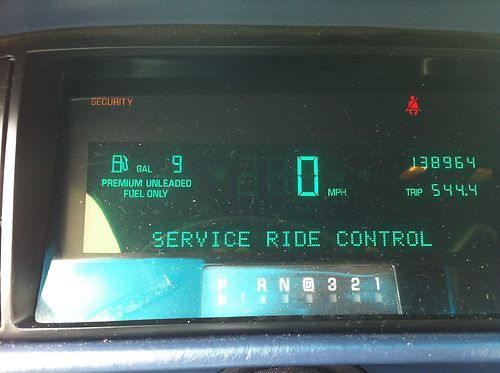 SECURITY
GAL 9
138964
PREMIUM UNLEADED
FUEL ONLY
0 MPH
TRIP 544.4
SERVICE RIDE CONTROL
P R N D 3 2 1